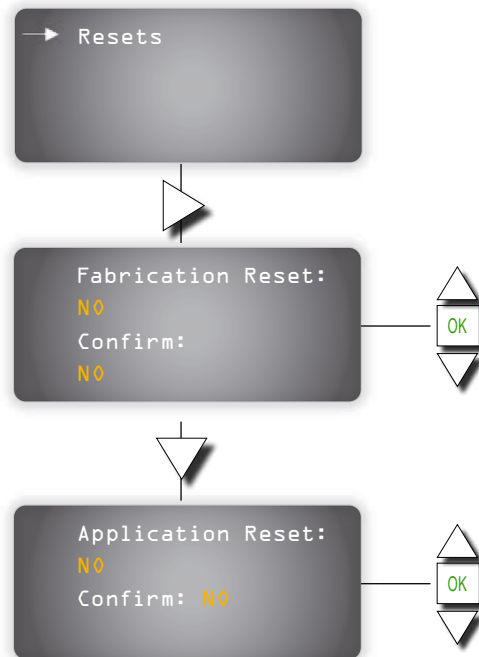 Resets
Fabrication Reset:
NO
Confirm:
NO
OK
Application Reset:
NO
Confirm: NO
OK